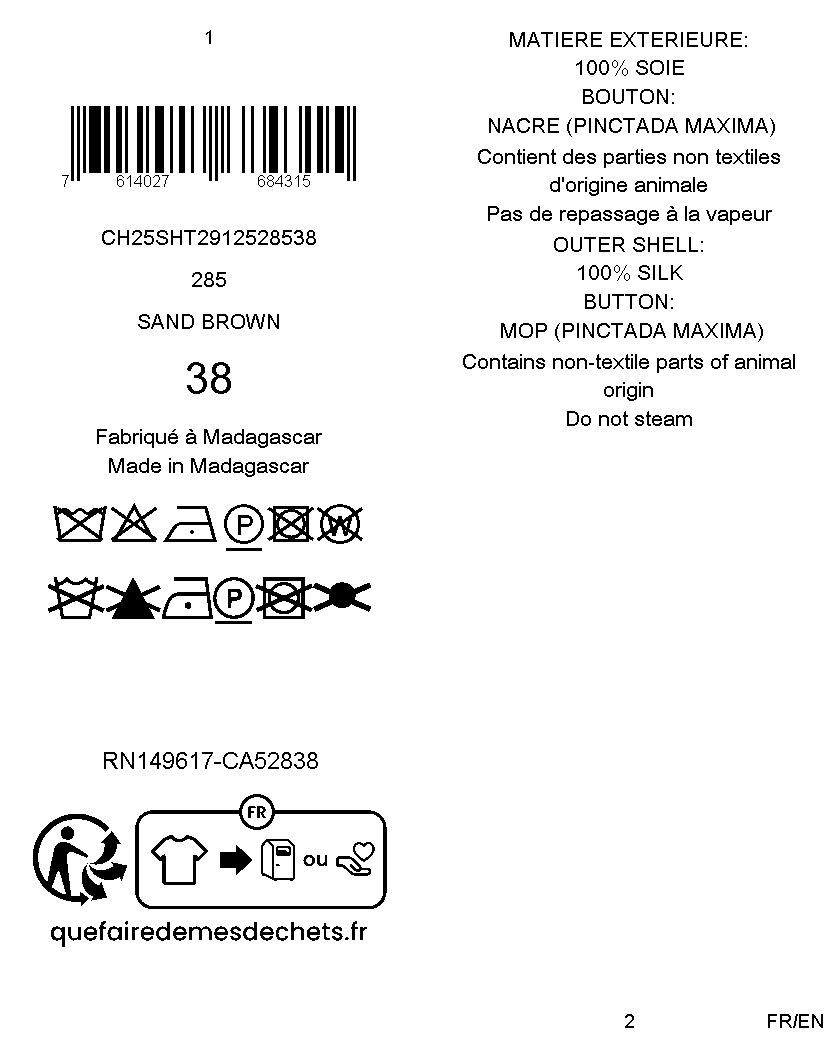 1
7 614027 684315
CH25SHT2912528538
285
SAND BROWN
38
Fabriqué à Madagascar
Made in Madagascar
P
W
P
RN149617-CA52838
FR
ou
quefairedemesdechets.fr
MATIERE EXTERIEURE:
100% SOIE
BOUTON:
NACRE (PINCTADA MAXIMA)
Contient des parties non textiles
d'origine animale
Pas de repassage à la vapeur
OUTER SHELL:
100% SILK
BUTTON:
MOP (PINCTADA MAXIMA)
Contains non-textile parts of animal
origin
Do not steam
2
FR/EN